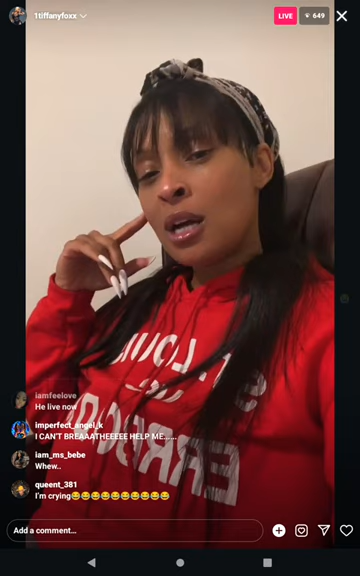 1tiffanyfoxx
LIVE
649
iamfeelove
He live now
imperfect_angel_k
I CAN'T BREAAATHEEEEE HELP ME......
iam_ms_bebe
Whew..
queent_381
I'm crying😂😂😂😂😂😂😂😂😂😂
Add a comment...